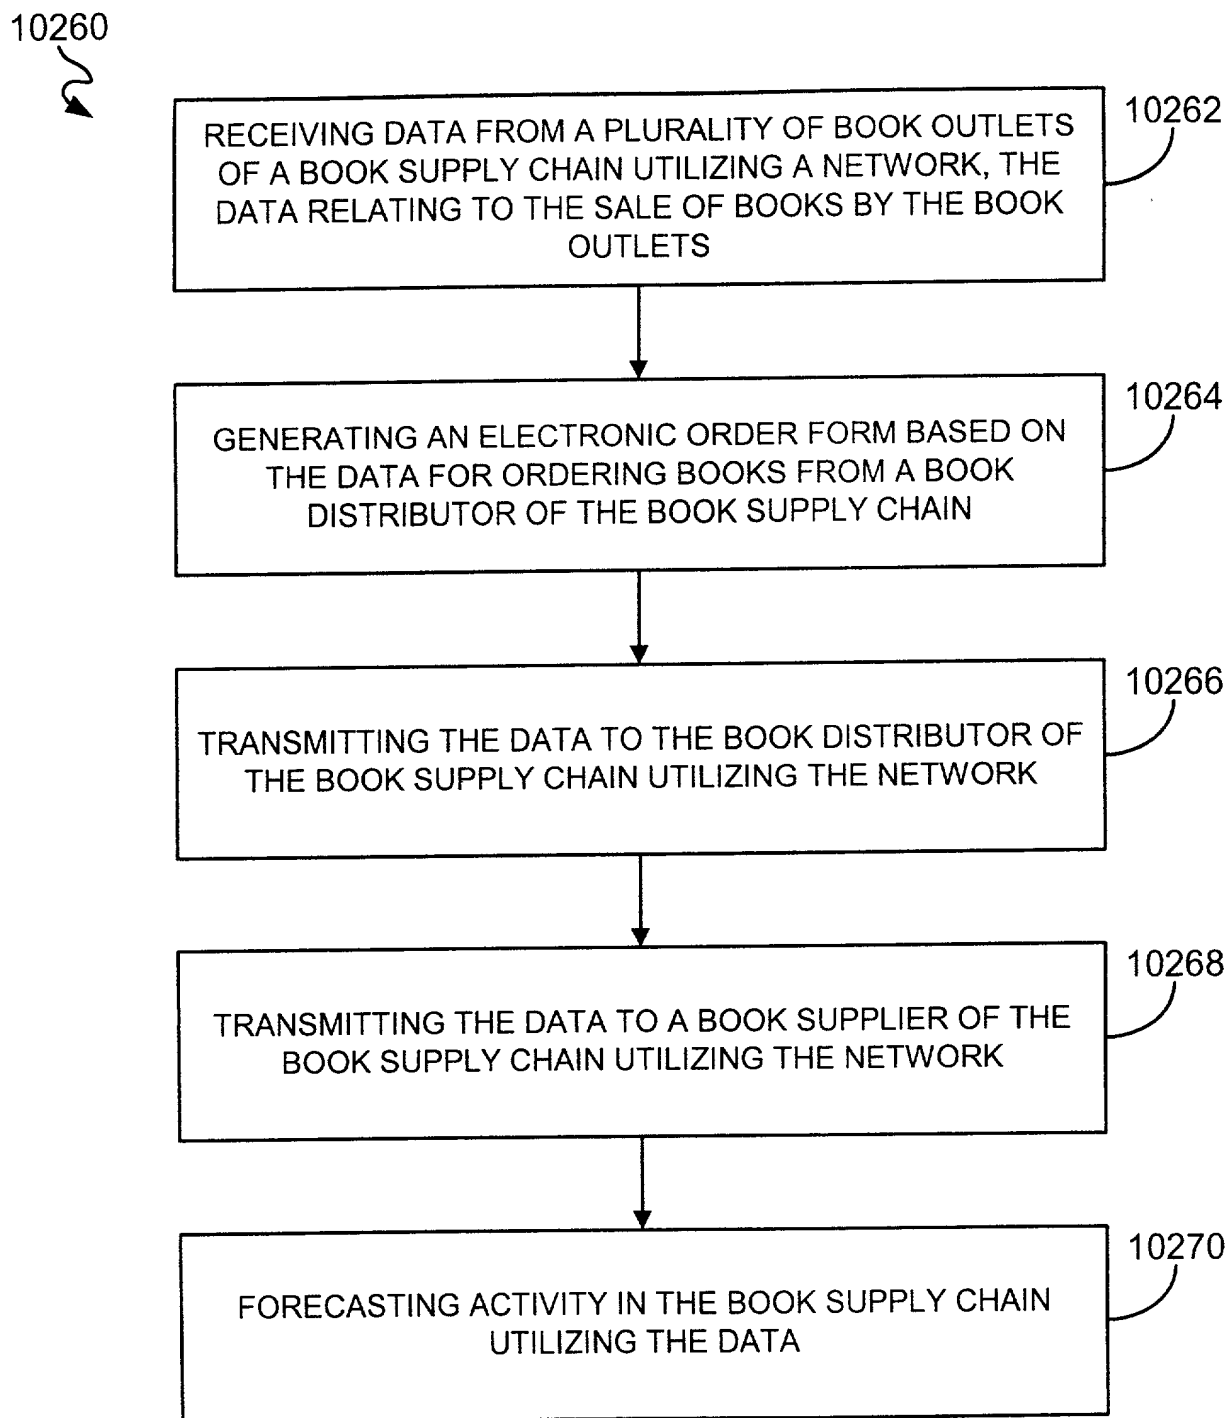 10260
10262
RECEIVING DATA FROM A PLURALITY OF BOOK OUTLETS
OF A BOOK SUPPLY CHAIN UTILIZING A NETWORK, THE
DATA RELATING TO THE SALE OF BOOKS BY THE BOOK
OUTLETS
10264
GENERATING AN ELECTRONIC ORDER FORM BASED ON
THE DATA FOR ORDERING BOOKS FROM A BOOK
DISTRIBUTOR OF THE BOOK SUPPLY CHAIN
10266
TRANSMITTING THE DATA TO THE BOOK DISTRIBUTOR OF
THE BOOK SUPPLY CHAIN UTILIZING THE NETWORK
10268
TRANSMITTING THE DATA TO A BOOK SUPPLIER OF THE
BOOK SUPPLY CHAIN UTILIZING THE NETWORK
10270
FORECASTING ACTIVITY IN THE BOOK SUPPLY CHAIN
UTILIZING THE DATA